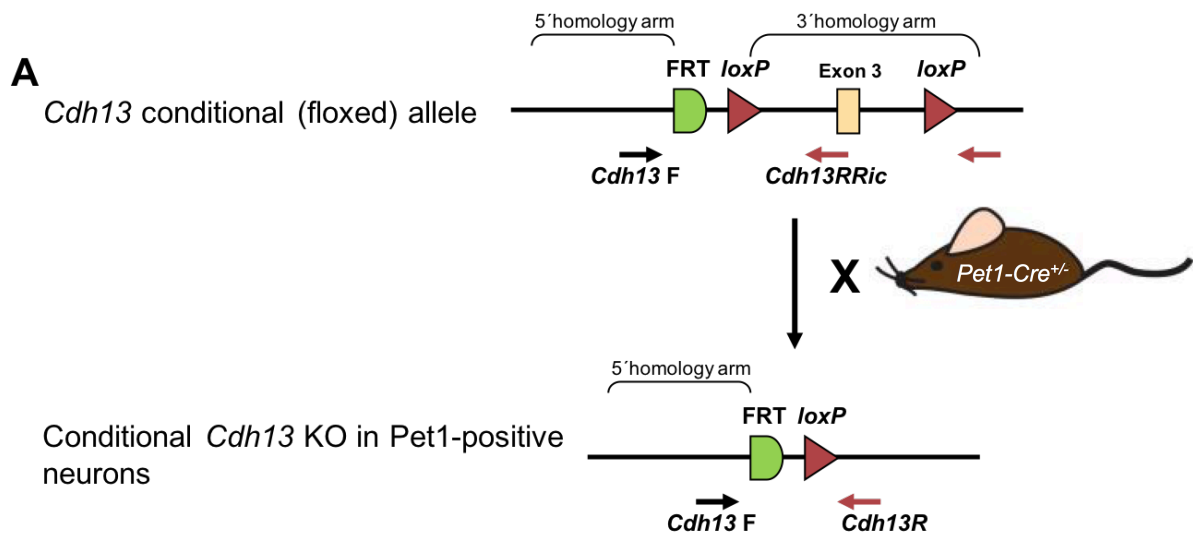 5´homology arm 3´homology arm
A
FRT loxP Exon 3 loxP
Cdh13 conditional (floxed) allele
Cdh13 F Cdh13RRic
X Pet1-Cre+/-
5´homology arm
FRT loxP
Conditional Cdh13 KO in Pet1-positive
neurons
Cdh13 F Cdh13R